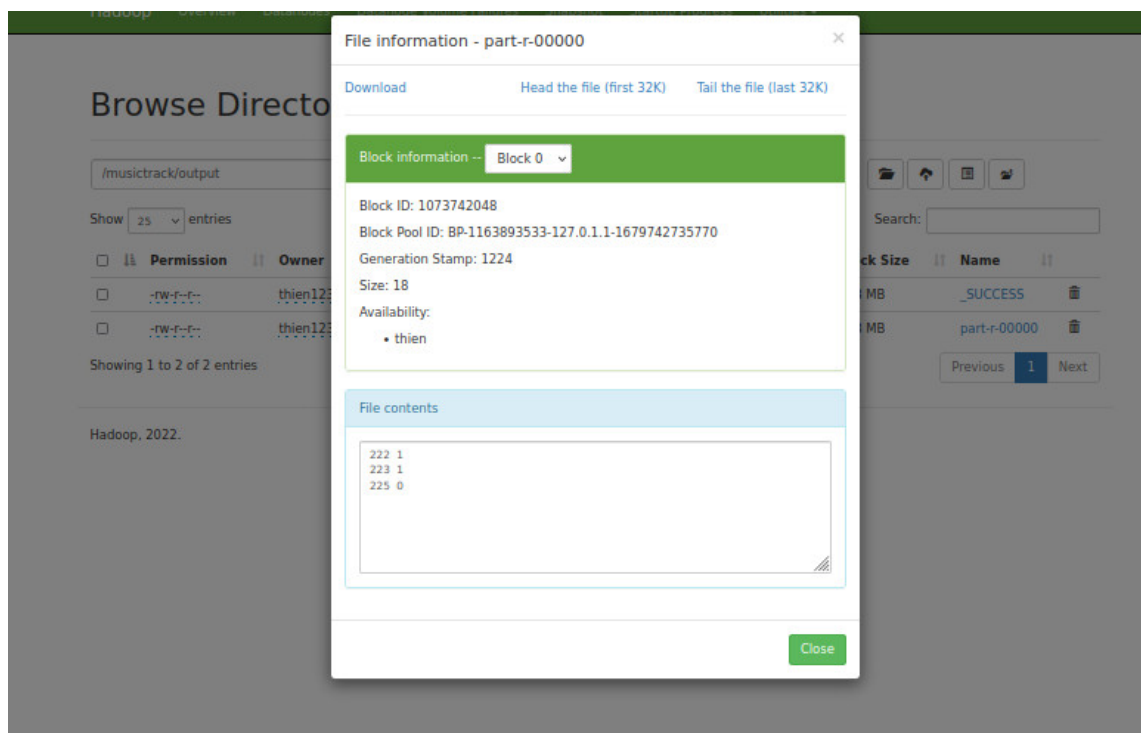 Hadoop Overview Datanodes
File information - part-r-00000 ×
Download Head the file (first 32K) Tail the file (last 32K)
Browse Directo
Block information -- Block 0
/musictrack/output
Block ID: 1073742048
Show 25 entries
Search:
Block Pool ID: BP-1163893533-127.0.1.1-1679742735770
Permission Owner
Generation Stamp: 1224
ck Size Name
Size: 18
-rw-r--r-- thien123
MB _SUCCESS
Availability:
-rw-r--r-- thien123
• thien
MB part-r-00000
Showing 1 to 2 of 2 entries
Previous 1 Next
File contents
Hadoop, 2022.
222 1
223 1
225 0
Close